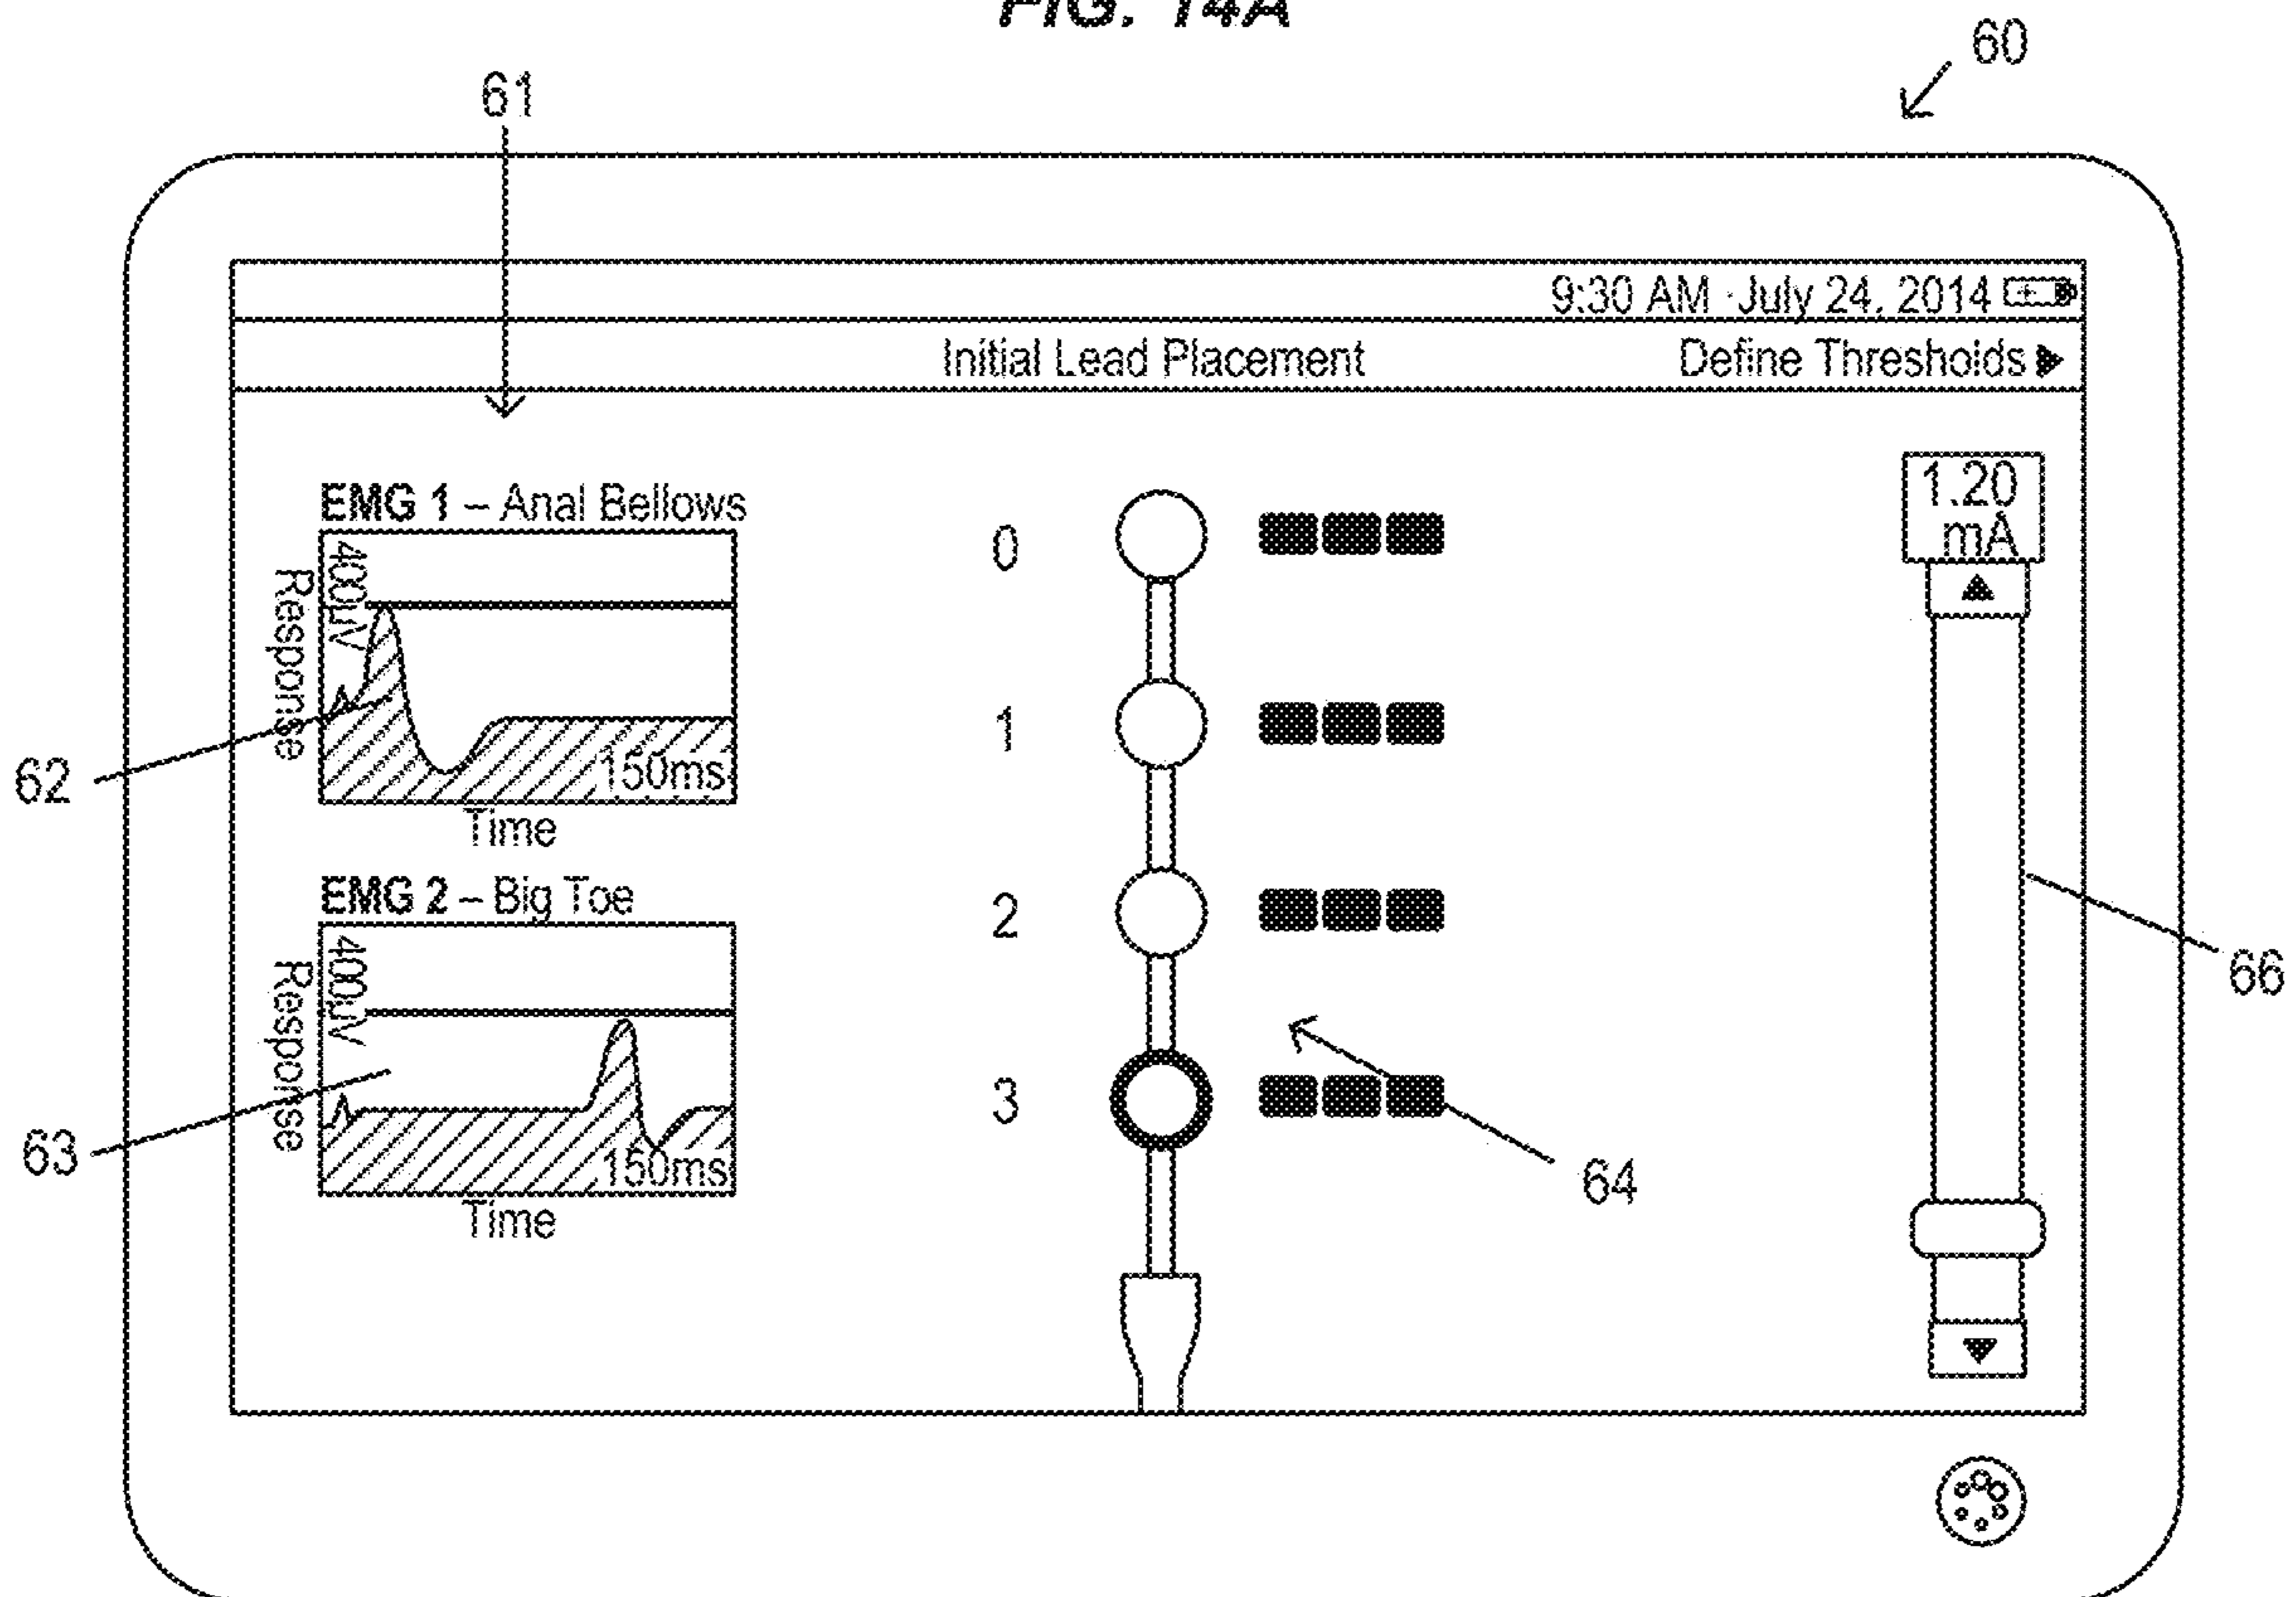 FIG. 14A
60
61
9:30 AM July 24, 2014
Initial Lead Placement
Define Thresholds ▶
EMG 1 – Anal Bellows
400µV
Response
150ms
Time
62
EMG 2 – Big Toe
400µV
Response
150ms
Time
63
0
1
2
3
64
1.20
mA
66